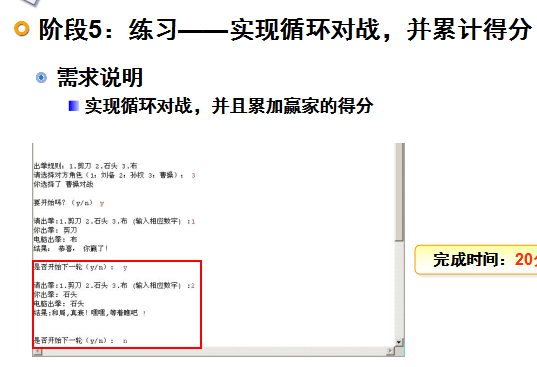 阶段5：练习——实现循环对战，并累计得分
需求说明
实现循环对战，并且累加赢家的得分
出拳规则：1.剪刀 2.石头 3.布
请选择对方角色（1：刘备 2：孙权 3：曹操）： 3
你选择了 曹操对战
要开始吗？（y/n） y
请出拳:1.剪刀 2.石头 3.布 (输入相应数字) :1
你出拳: 剪刀
电脑出拳: 布
结果： 恭喜， 你赢了！
是否开始下一轮（y/n）： y
请出拳:1.剪刀 2.石头 3.布 (输入相应数字) :2
你出拳: 石头
电脑出拳: 石头
结果:和局,真衰！嘿嘿,等着瞧吧 ！
是否开始下一轮（y/n）： n
完成时间：20